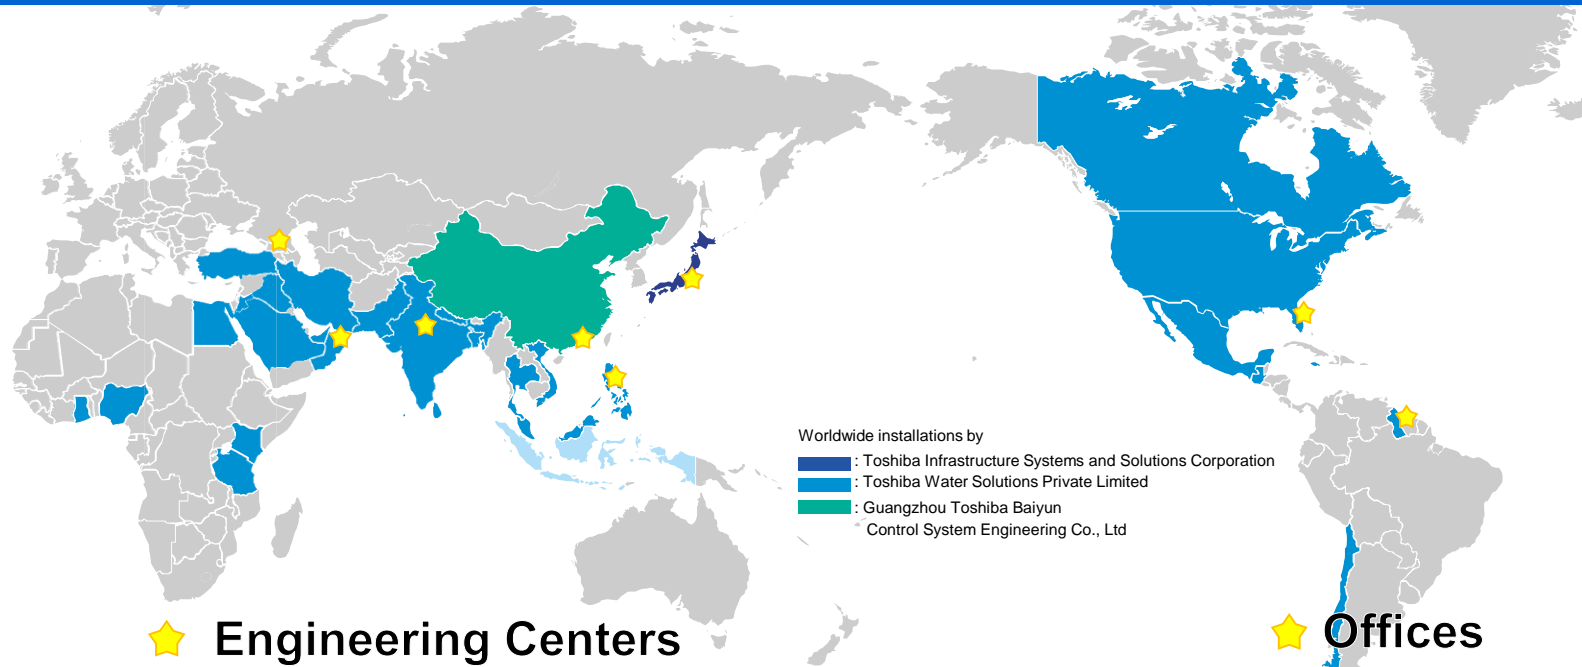 Worldwide installations by
: Toshiba Infrastructure Systems and Solutions Corporation
: Toshiba Water Solutions Private Limited
: Guangzhou Toshiba Baiyun
Control System Engineering Co., Ltd
Engineering Centers
Offices